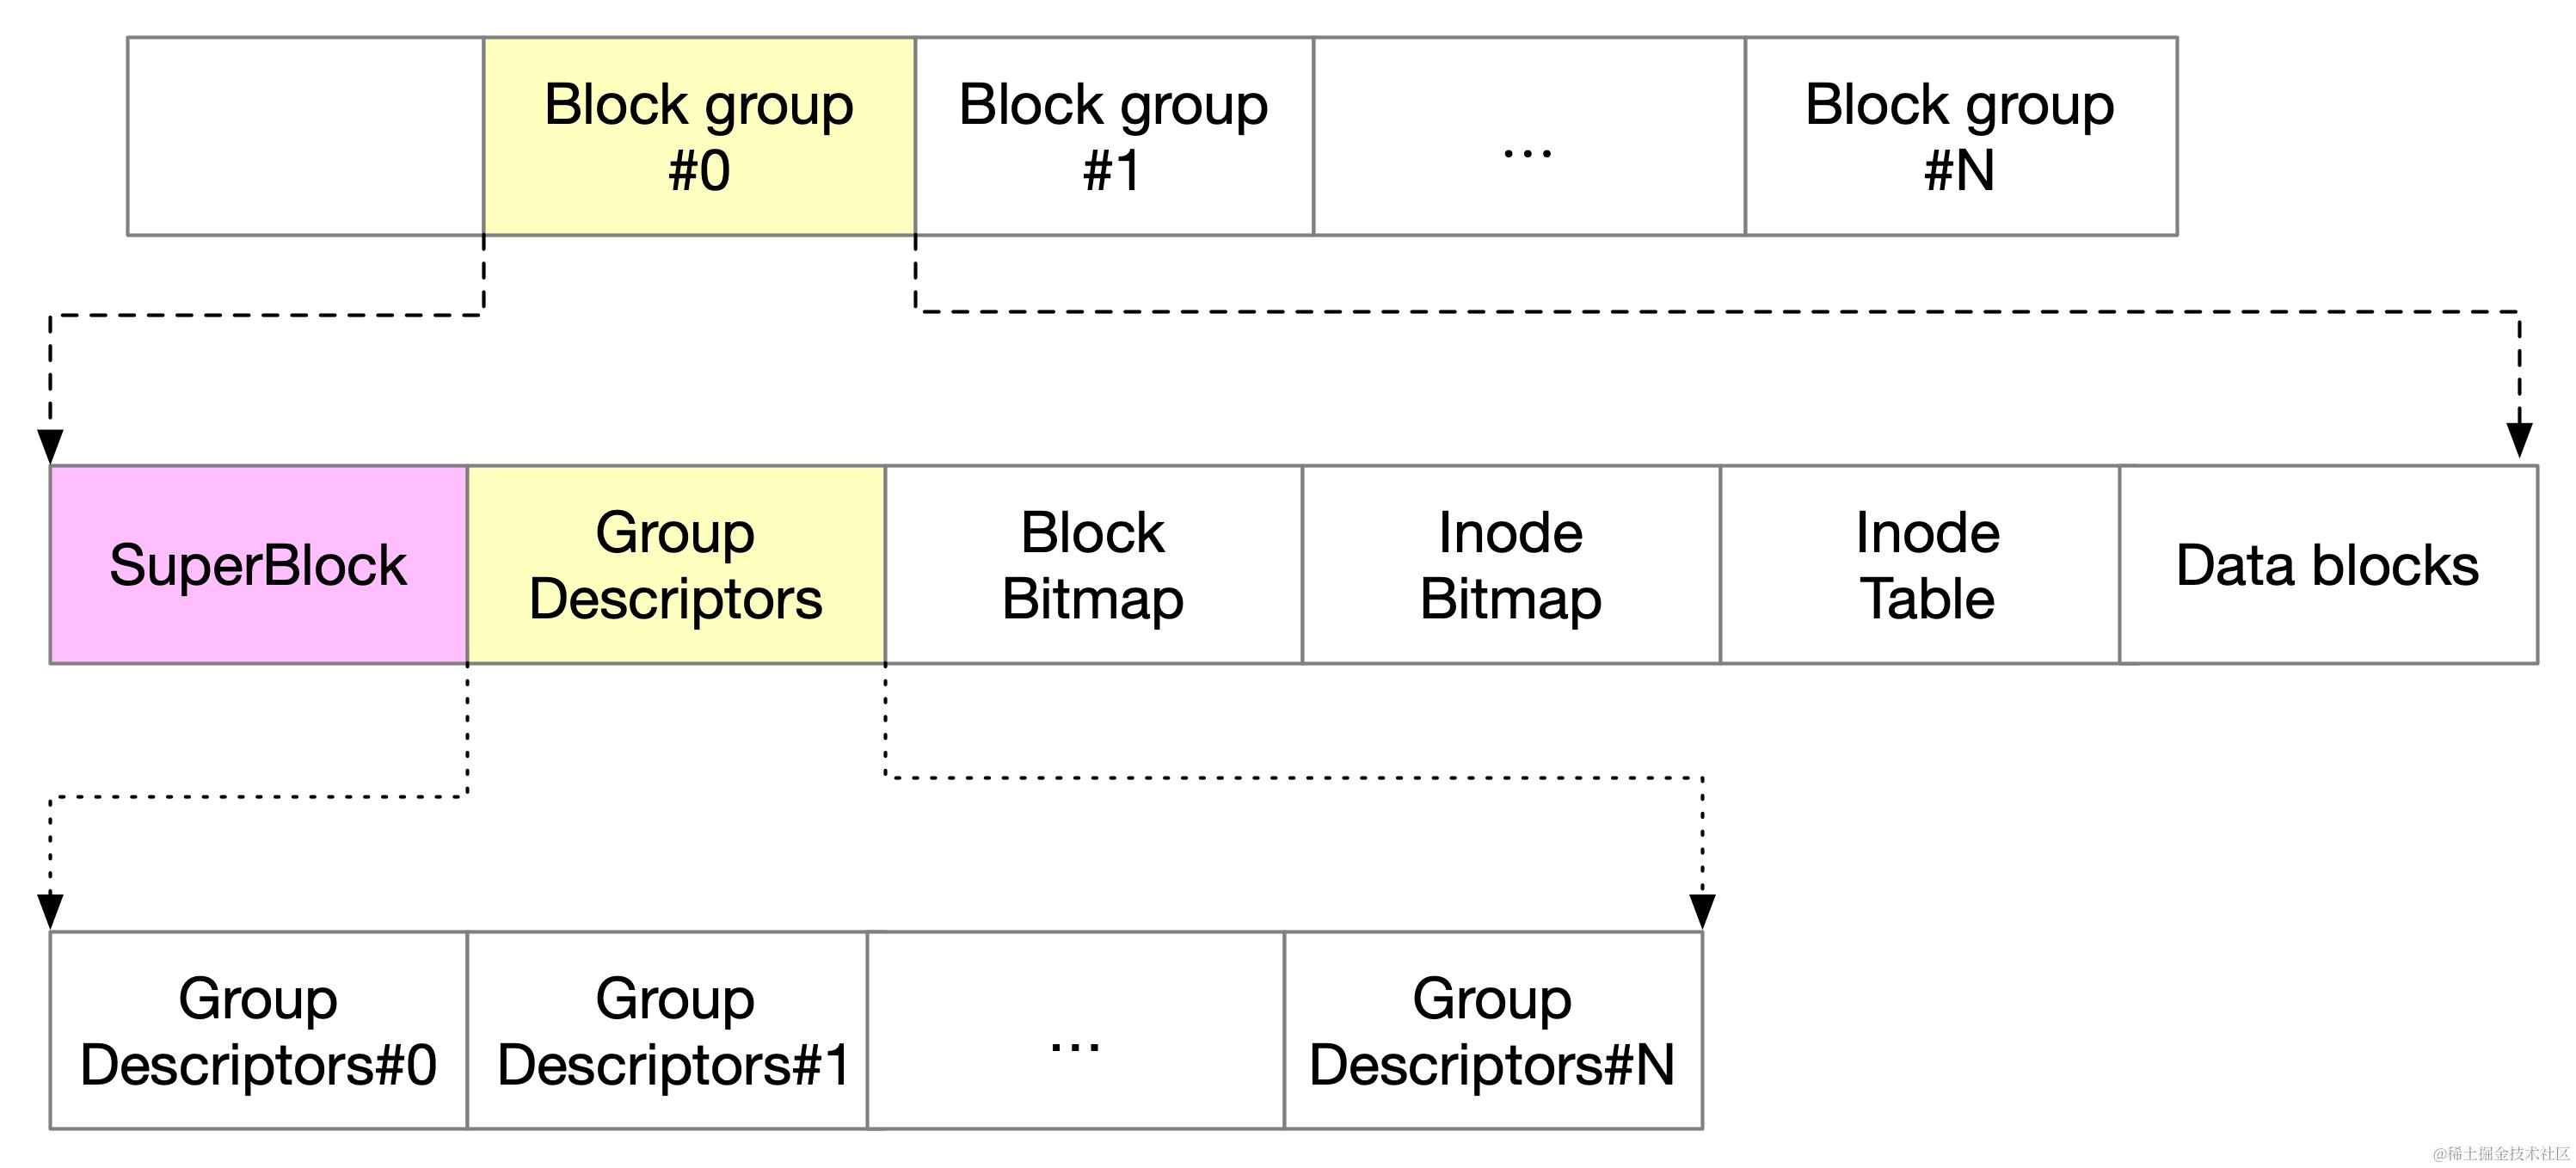 Block group
#0
Block group
#1
...
Block group
#N
SuperBlock
Group
Descriptors
Block
Bitmap
Inode
Bitmap
Inode
Table
Data blocks
Group
Descriptors#0
Group
Descriptors#1
...
Group
Descriptors#N
@稀土掘金技术社区